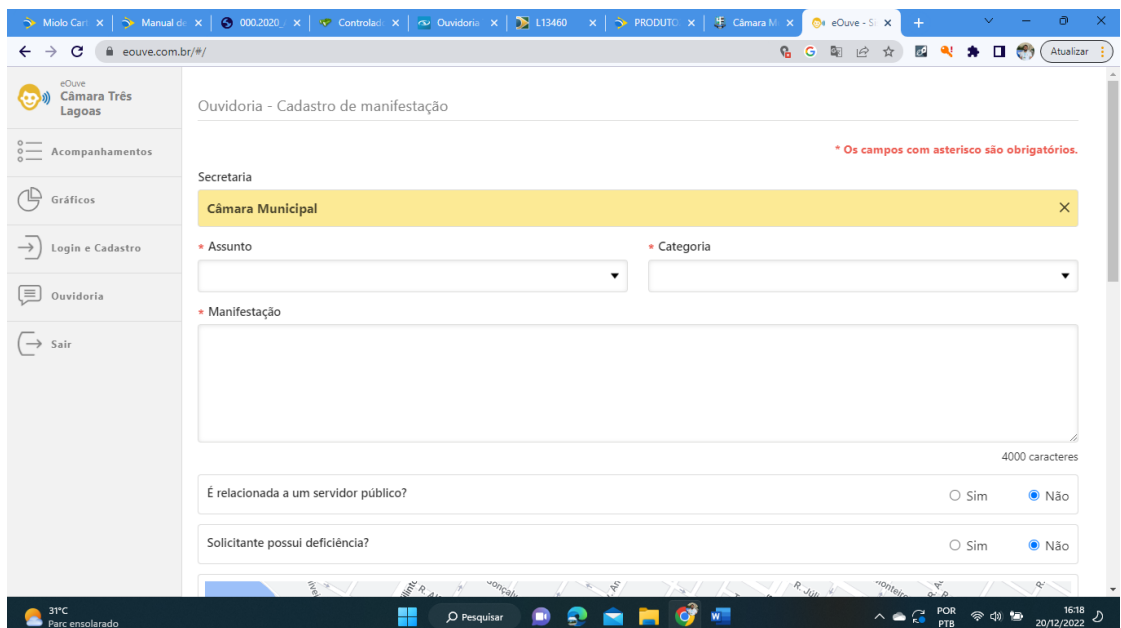 Miolo Cart
Manual de
000.2020_
Controlado
Ouvidoria
L13460
PRODUTO
Câmara M
eOuve - S
eouve.com.br/#/
Atualizar
eOuve
Câmara Três
Lagoas
Acompanhamentos
Gráficos
Login e Cadastro
Ouvidoria
Sair
Ouvidoria - Cadastro de manifestação
* Os campos com asterisco são obrigatórios.
Secretaria
Câmara Municipal
* Assunto
* Categoria
* Manifestação
4000 caracteres
É relacionada a um servidor público?
Sim
Não
Solicitante possui deficiência?
Sim
Não
31°C
Parc ensolarado
Pesquisar
POR
PTB
16:18
20/12/2022